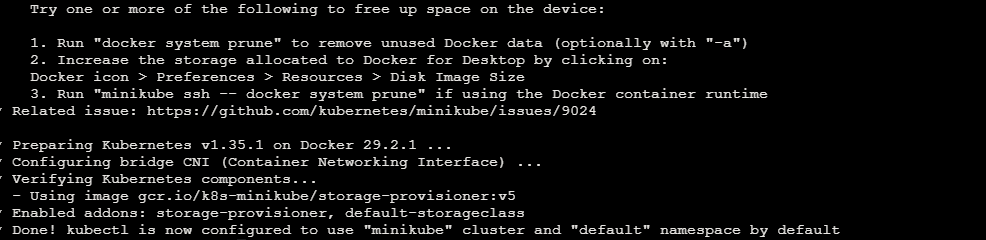 Try one or more of the following to free up space on the device:
1. Run "docker system prune" to remove unused Docker data (optionally with "-a")
2. Increase the storage allocated to Docker for Desktop by clicking on:
Docker icon > Preferences > Resources > Disk Image Size
3. Run "minikube ssh -- docker system prune" if using the Docker container runtime
Related issue: https://github.com/kubernetes/minikube/issues/9024
Preparing Kubernetes v1.35.1 on Docker 29.2.1 ...
Configuring bridge CNI (Container Networking Interface) ...
Verifying Kubernetes components...
- Using image gcr.io/k8s-minikube/storage-provisioner:v5
Enabled addons: storage-provisioner, default-storageclass
Done! kubectl is now configured to use "minikube" cluster and "default" namespace by default